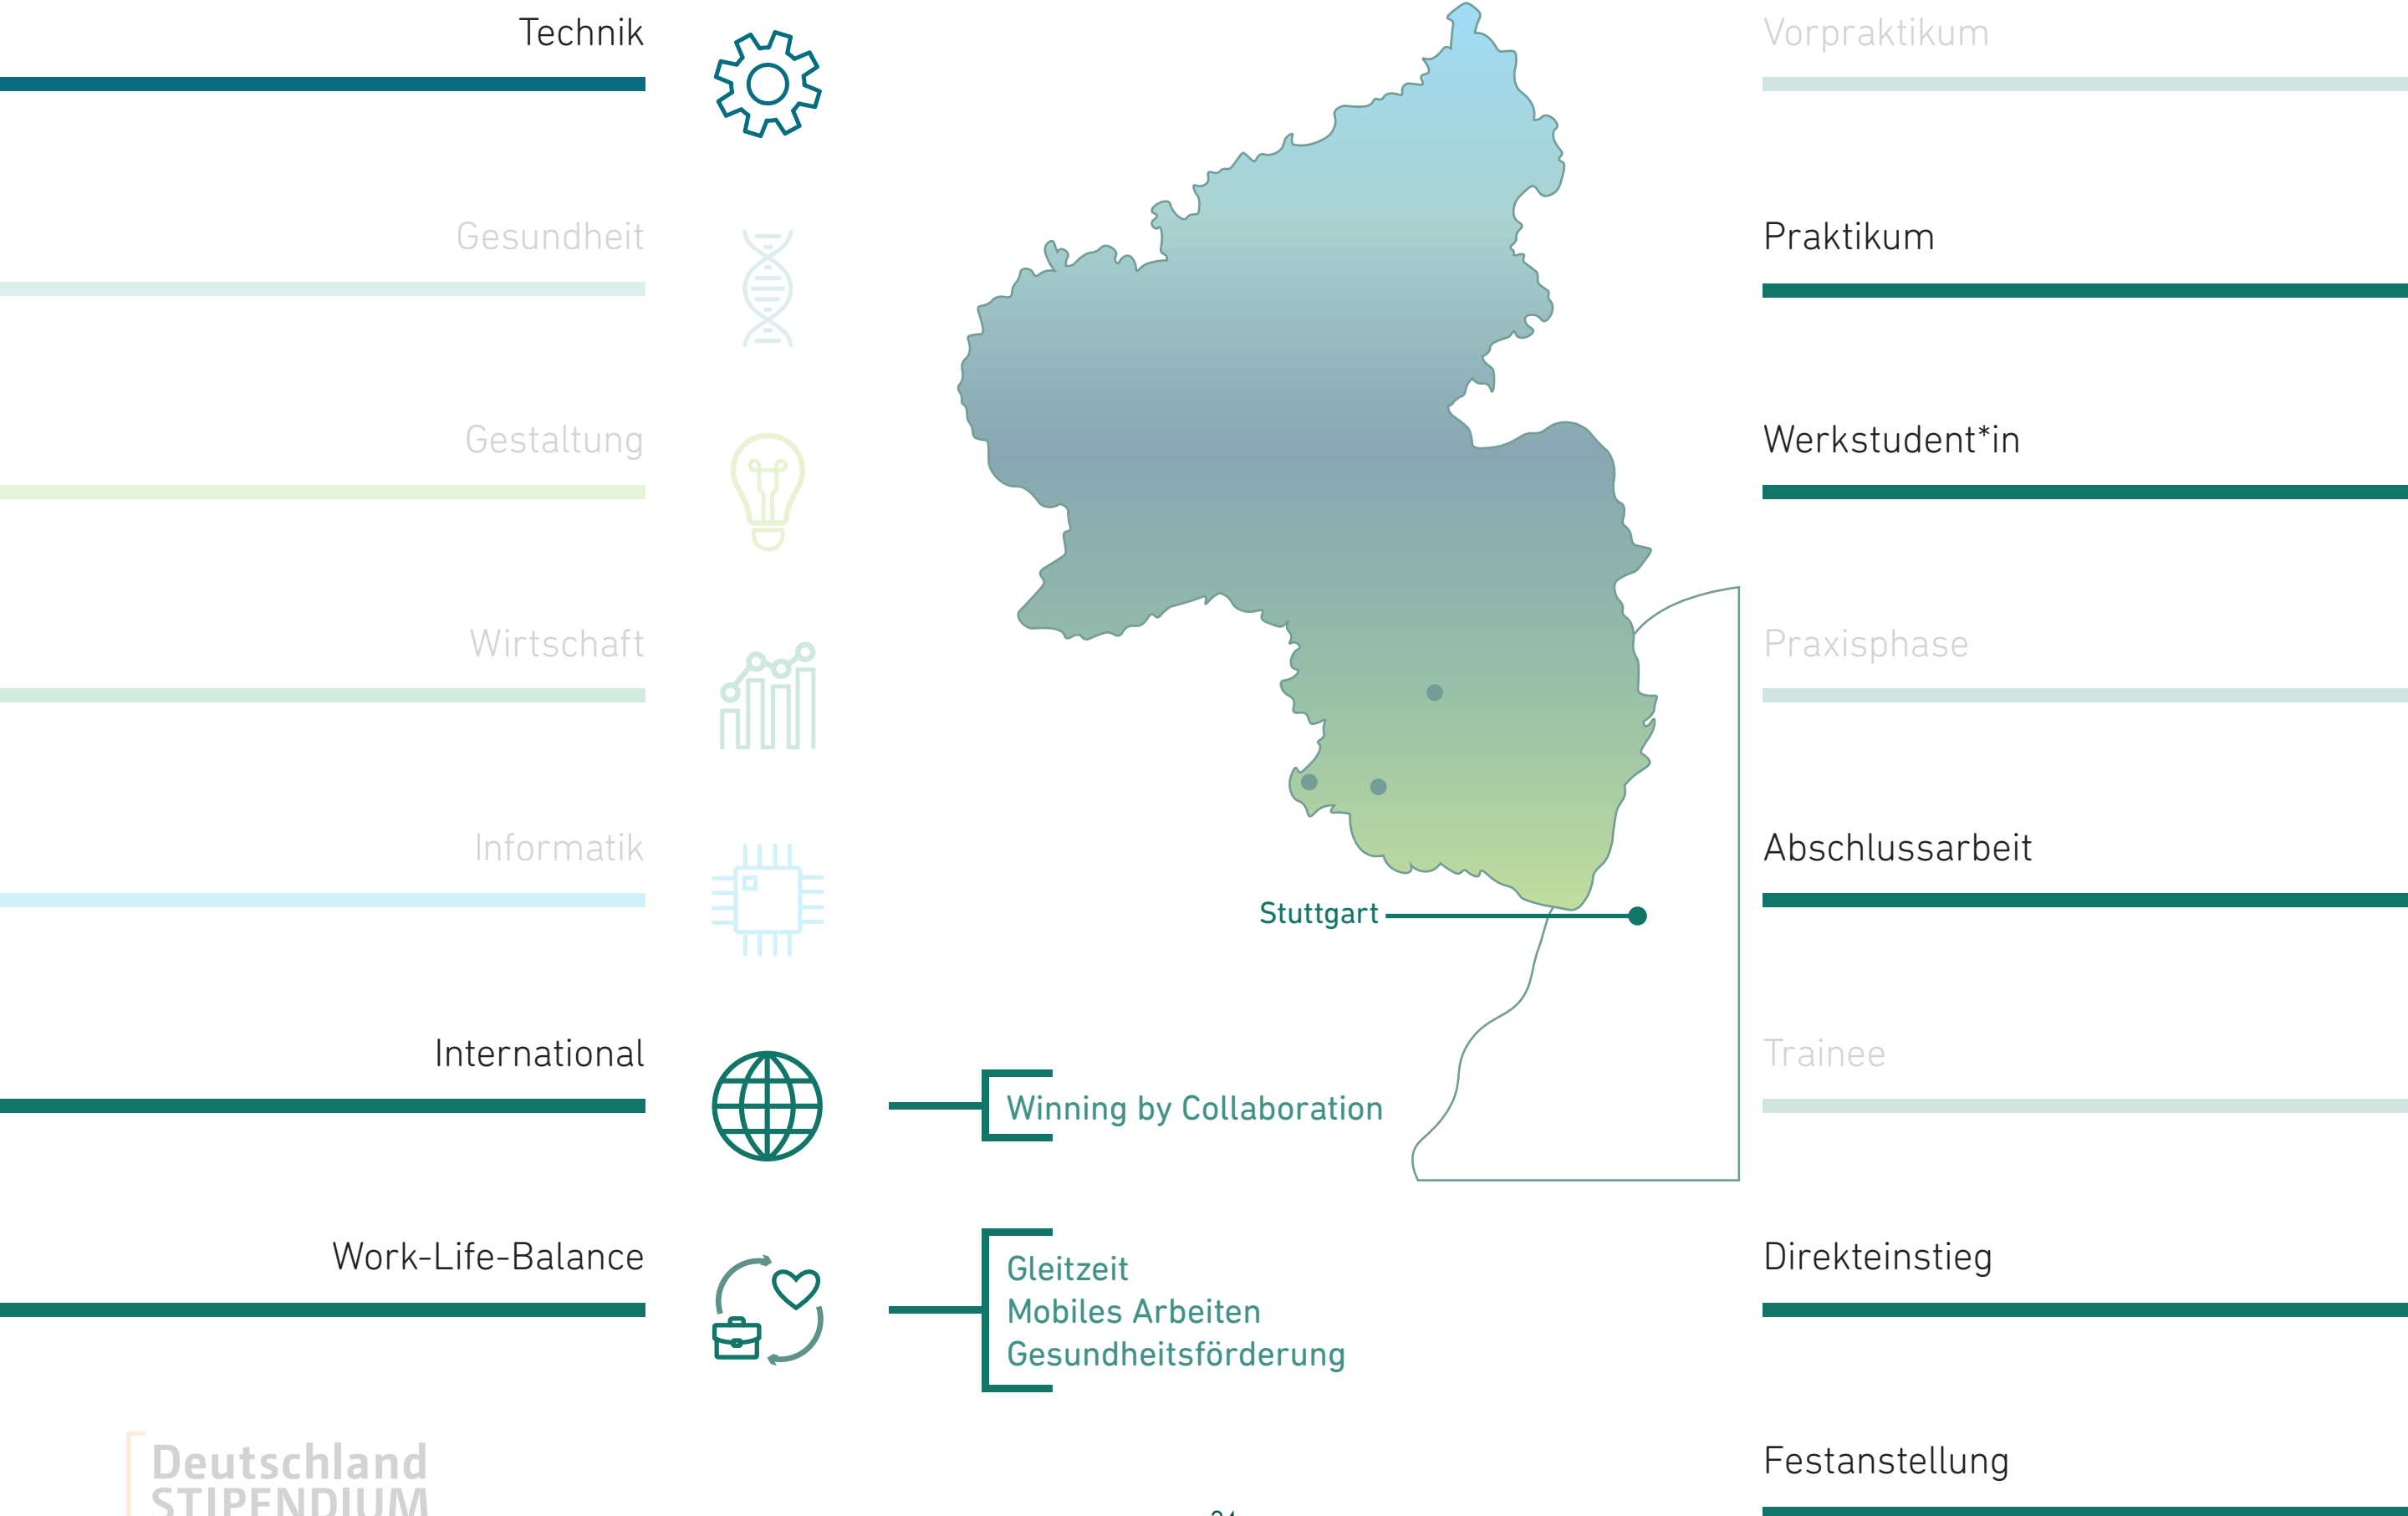 Technik
Gesundheit
Gestaltung
Wirtschaft
Informatik
International
Work-Life-Balance
Deutschland
STIPENDIUM
Stuttgart
Winning by Collaboration
Gleitzeit
Mobiles Arbeiten
Gesundheitsförderung
Vorpraktikum
Praktikum
Werkstudent*in
Praxisphase
Abschlussarbeit
Trainee
Direkteinstieg
Festanstellung